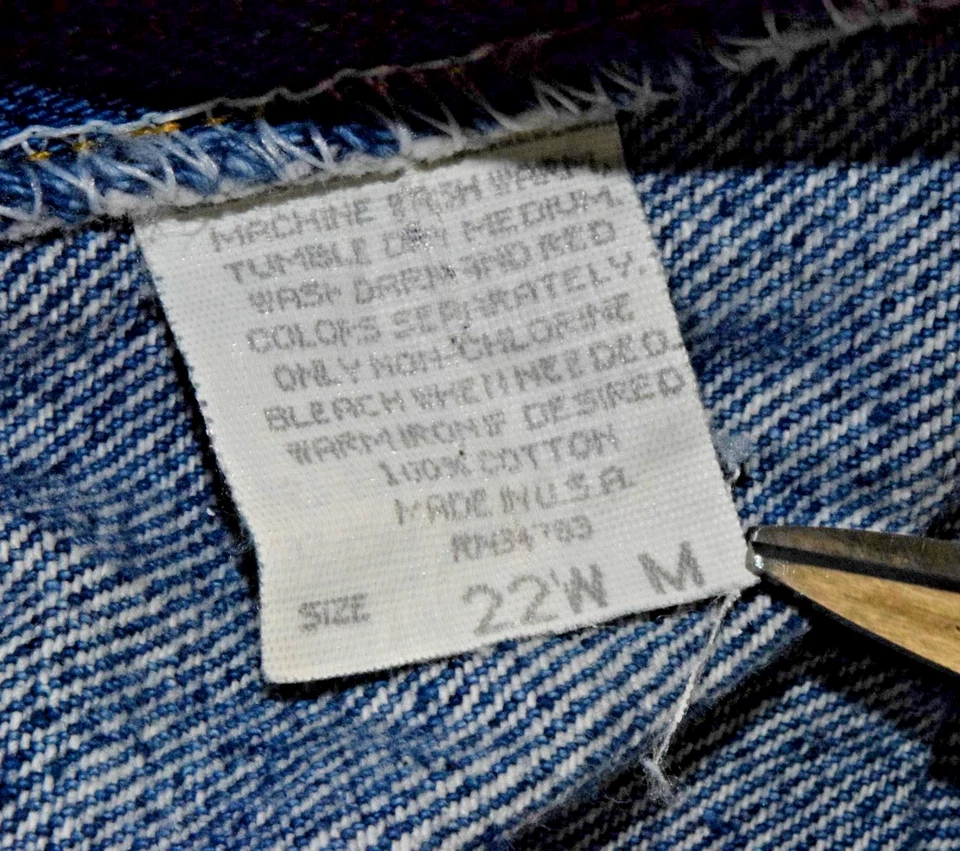 MACHINE WASH WARM
TUMBLE DRY MEDIUM.
WASH DARK AND RED
COLORS SEPARATELY.
ONLY NON-CHLORINE
BLEACH WHEN NEEDED.
WARM IRON IF DESIRED
100% COTTON
MADE IN U.S.A.
SIZE 22W M